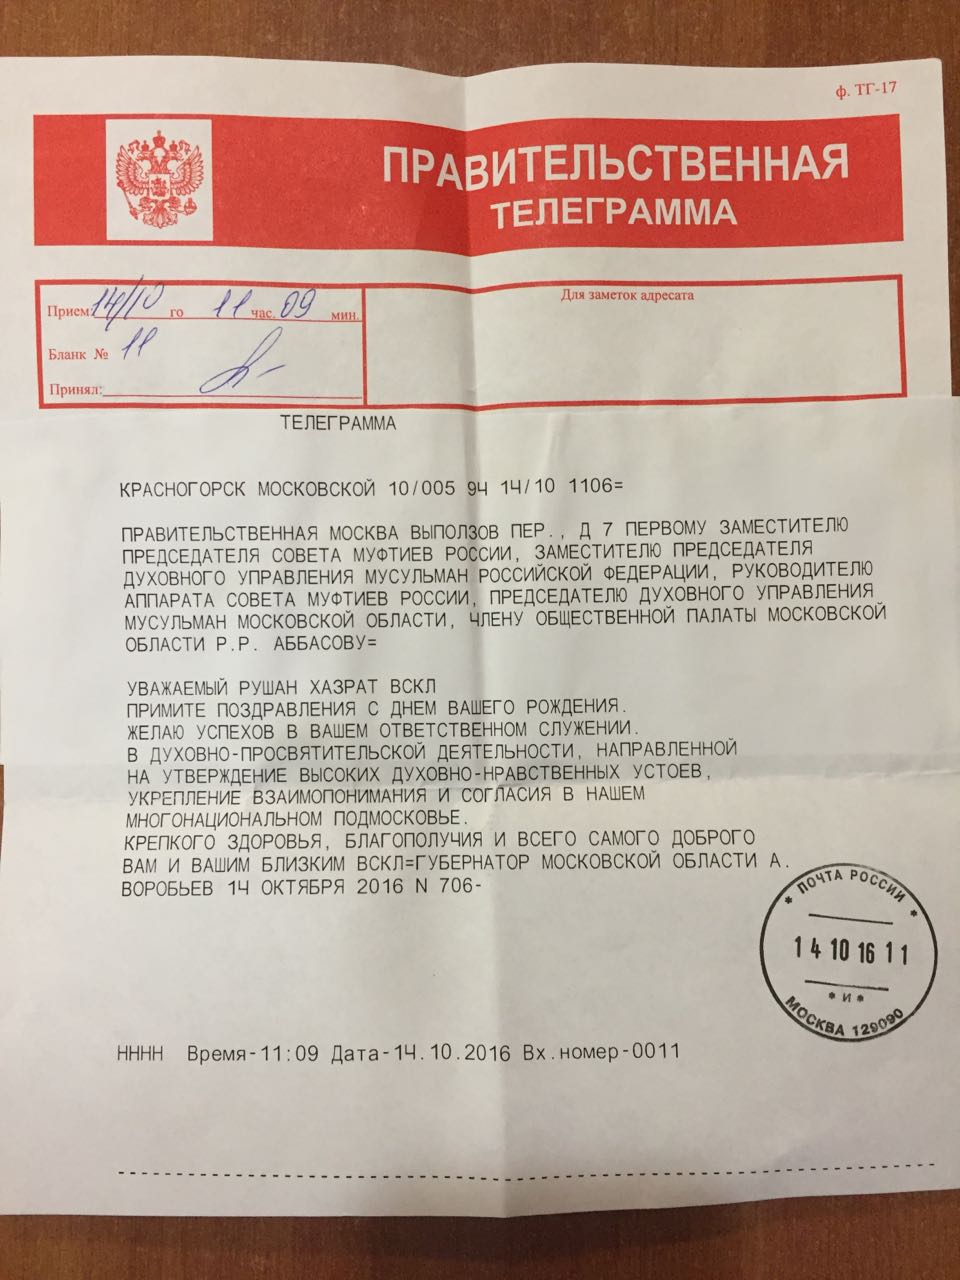 ф. ТГ-17
ПРАВИТЕЛЬСТВЕННАЯ
ТЕЛЕГРАММА
Прием: 14/10 го 11 час. 09 мин.
Бланк № 11
Принял:
Для заметок адресата
ТЕЛЕГРАММА
КРАСНОГОРСК МОСКОВСКОЙ 10/005 94 14/10 1106=
ПРАВИТЕЛЬСТВЕННАЯ МОСКВА ВЫПОЛЗОВ ПЕР., Д 7 ПЕРВОМУ ЗАМЕСТИТЕЛЮ
ПРЕДСЕДАТЕЛЯ СОВЕТА МУФТИЕВ РОССИИ, ЗАМЕСТИТЕЛЮ ПРЕДСЕДАТЕЛЯ
ДУХОВНОГО УПРАВЛЕНИЯ МУСУЛЬМАН РОССИЙСКОЙ ФЕДЕРАЦИИ, РУКОВОДИТЕЛЮ
АППАРАТА СОВЕТА МУФТИЕВ РОССИИ, ПРЕДСЕДАТЕЛЮ ДУХОВНОГО УПРАВЛЕНИЯ
МУСУЛЬМАН МОСКОВСКОЙ ОБЛАСТИ, ЧЛЕНУ ОБЩЕСТВЕННОЙ ПАЛАТЫ МОСКОВСКОЙ
ОБЛАСТИ Р.Р. АББАСОВУ=
УВАЖАЕМЫЙ РУШАН ХАЗРАТ ВСКЛ
ПРИМИТЕ ПОЗДРАВЛЕНИЯ С ДНЕМ ВАШЕГО РОЖДЕНИЯ.
ЖЕЛАЮ УСПЕХОВ В ВАШЕМ ОТВЕТСТВЕННОМ СЛУЖЕНИИ.
В ДУХОВНО-ПРОСВЯТИТЕЛЬСКОЙ ДЕЯТЕЛЬНОСТИ, НАПРАВЛЕННОЙ
НА УТВЕРЖДЕНИЕ ВЫСОКИХ ДУХОВНО-НРАВСТВЕННЫХ УСТОЕВ,
УКРЕПЛЕНИЕ ВЗАИМОПОНИМАНИЯ И СОГЛАСИЯ В НАШЕМ
МНОГОНАЦИОНАЛЬНОМ ПОДМОСКОВЬЕ.
КРЕПКОГО ЗДОРОВЬЯ, БЛАГОПОЛУЧИЯ И ВСЕГО САМОГО ДОБРОГО
ВАМ И ВАШИМ БЛИЗКИМ ВСКЛ=ГУБЕРНАТОР МОСКОВСКОЙ ОБЛАСТИ А.
ВОРОБЬЕВ 14 ОКТЯБРЯ 2016 N 706-
* ПОЧТА РОССИИ *
14 10 16 11
* И *
МОСКВА 129090
НННН Время-11:09 Дата-14.10.2016 Вх.номер-0011